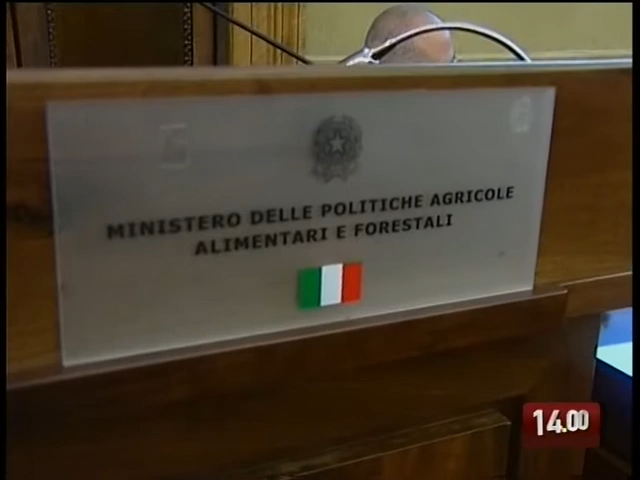 MINISTERO DELLE POLITICHE AGRICOLE
ALIMENTARI E FORESTALI
14.00